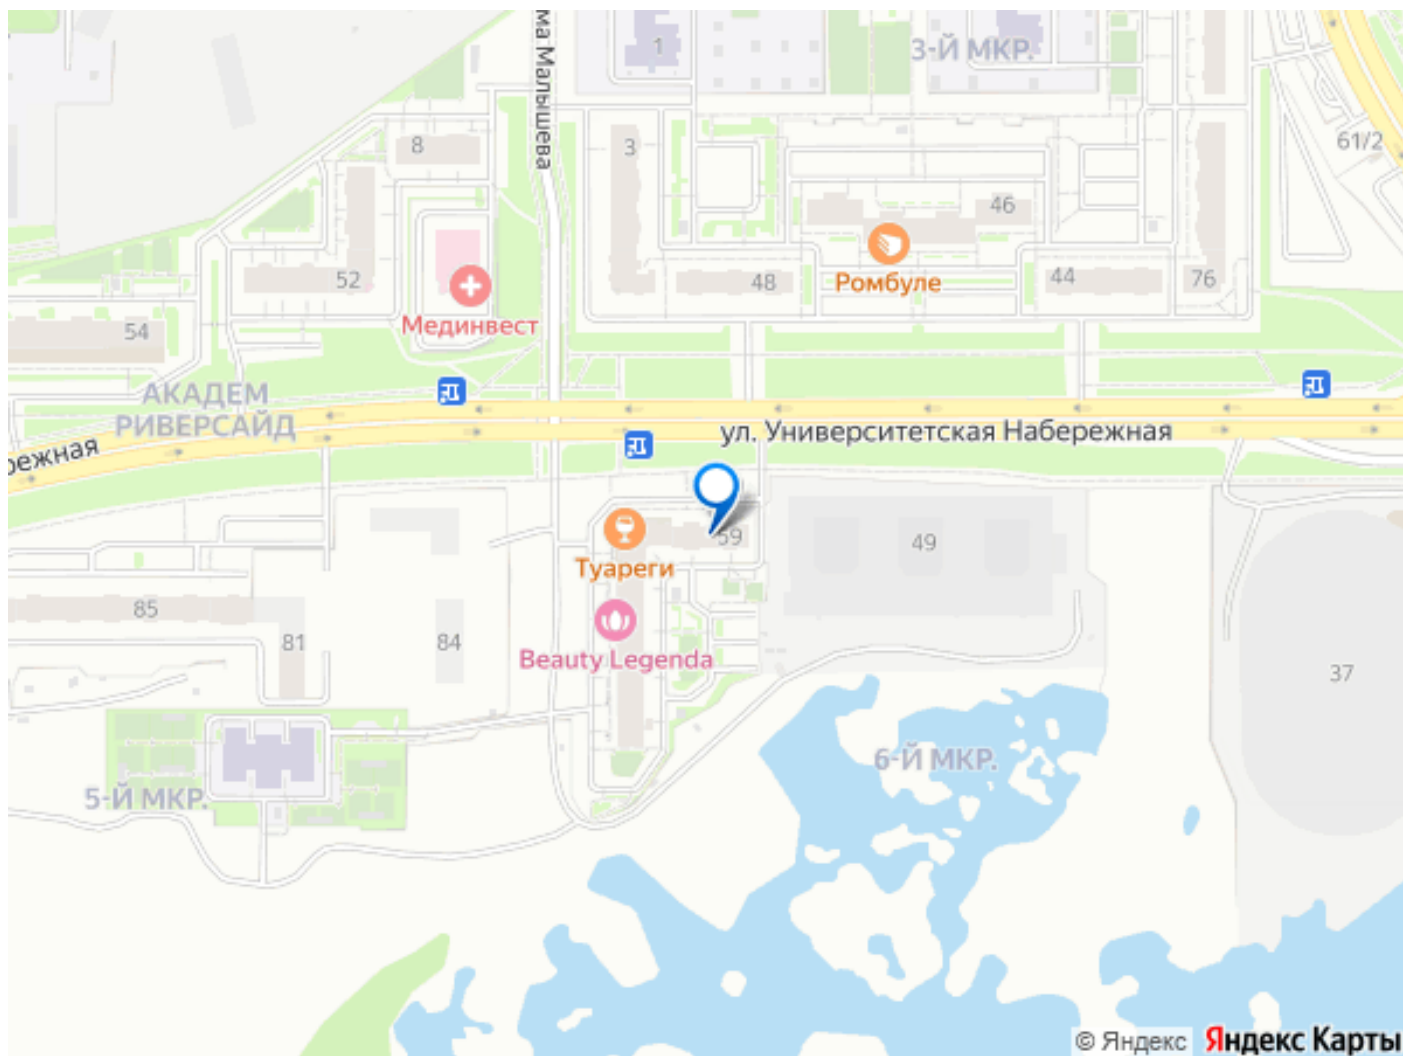 ма Малышева
1
3-Й МКР.
61/2
8
3
46
Ромбуле
52
48
44
76
Мединвест
54
АКАДЕМ
РИВЕРСАЙД
режная
ул. Университетская Набережная
59
49
Туареги
85
81
84
Beauty Legenda
37
6-Й МКР.
5-Й МКР.
© Яндекс Яндекс Карты